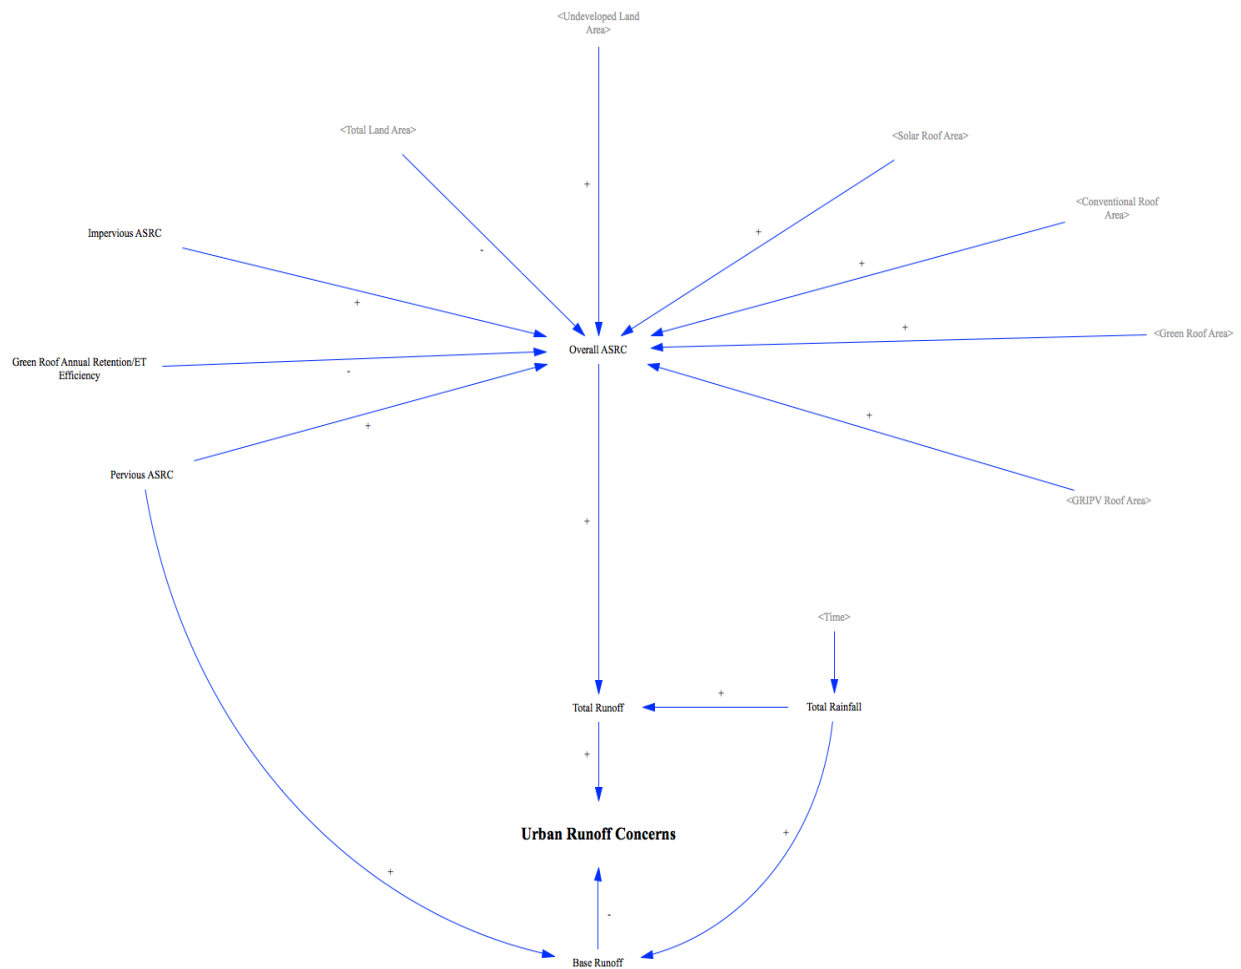 <Undeveloped Land
Area>
<Total Land Area>
<Solar Roof Area>
+
<Conventional Roof
Area>
Impervious ASRC
+
-
+
+
+
<Green Roof Area>
Overall ASRC
Green Roof Annual Retention/ET
Efficiency
-
+
+
Pervious ASRC
<GRIPV Roof Area>
+
<Time>
+
Total Runoff
Total Rainfall
+
Urban Runoff Concerns
+
+
-
Base Runoff